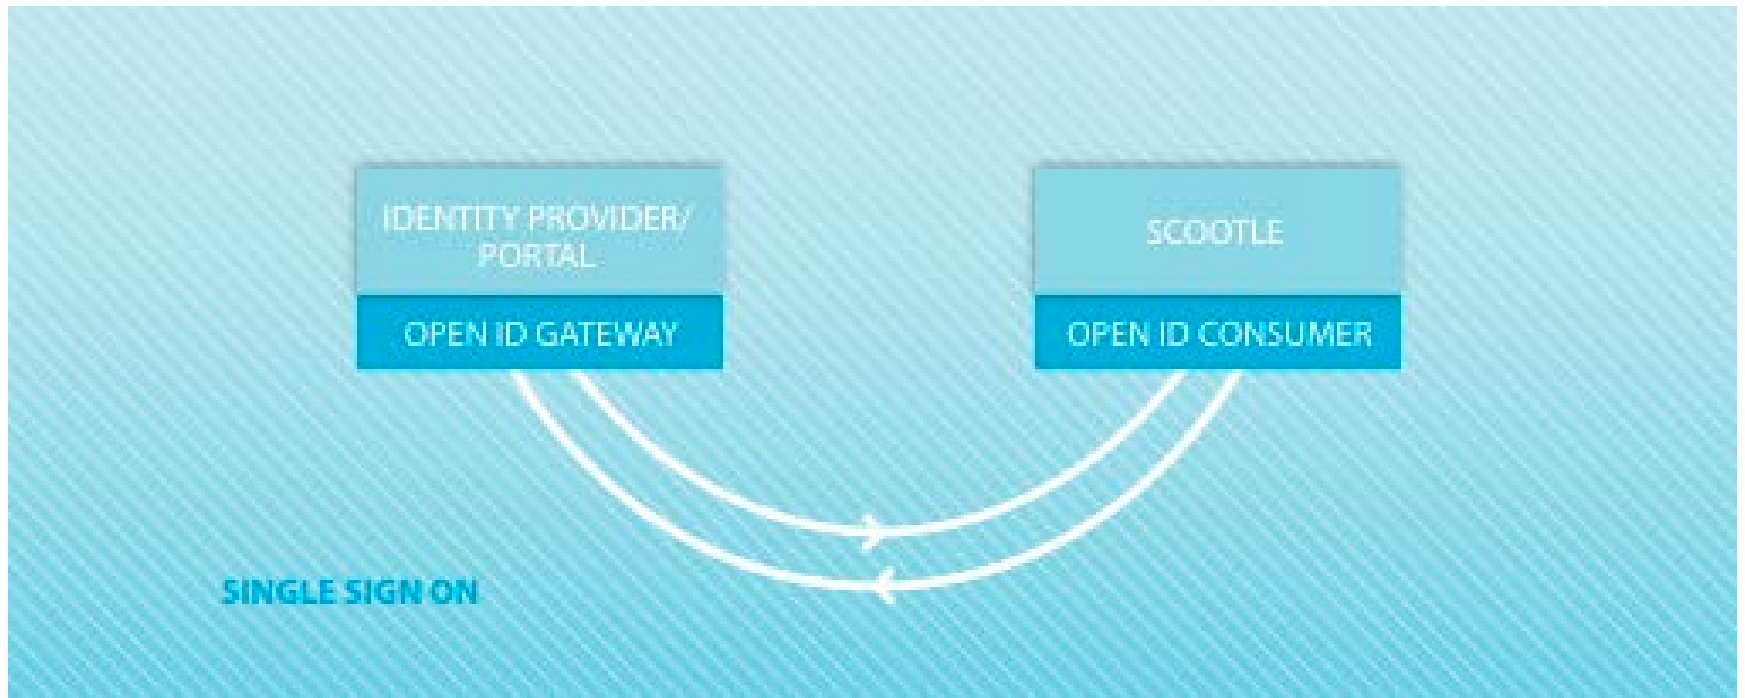 IDENTITY PROVIDER/
PORTAL
OPEN ID GATEWAY
SCOOTLE
OPEN ID CONSUMER
SINGLE SIGN ON